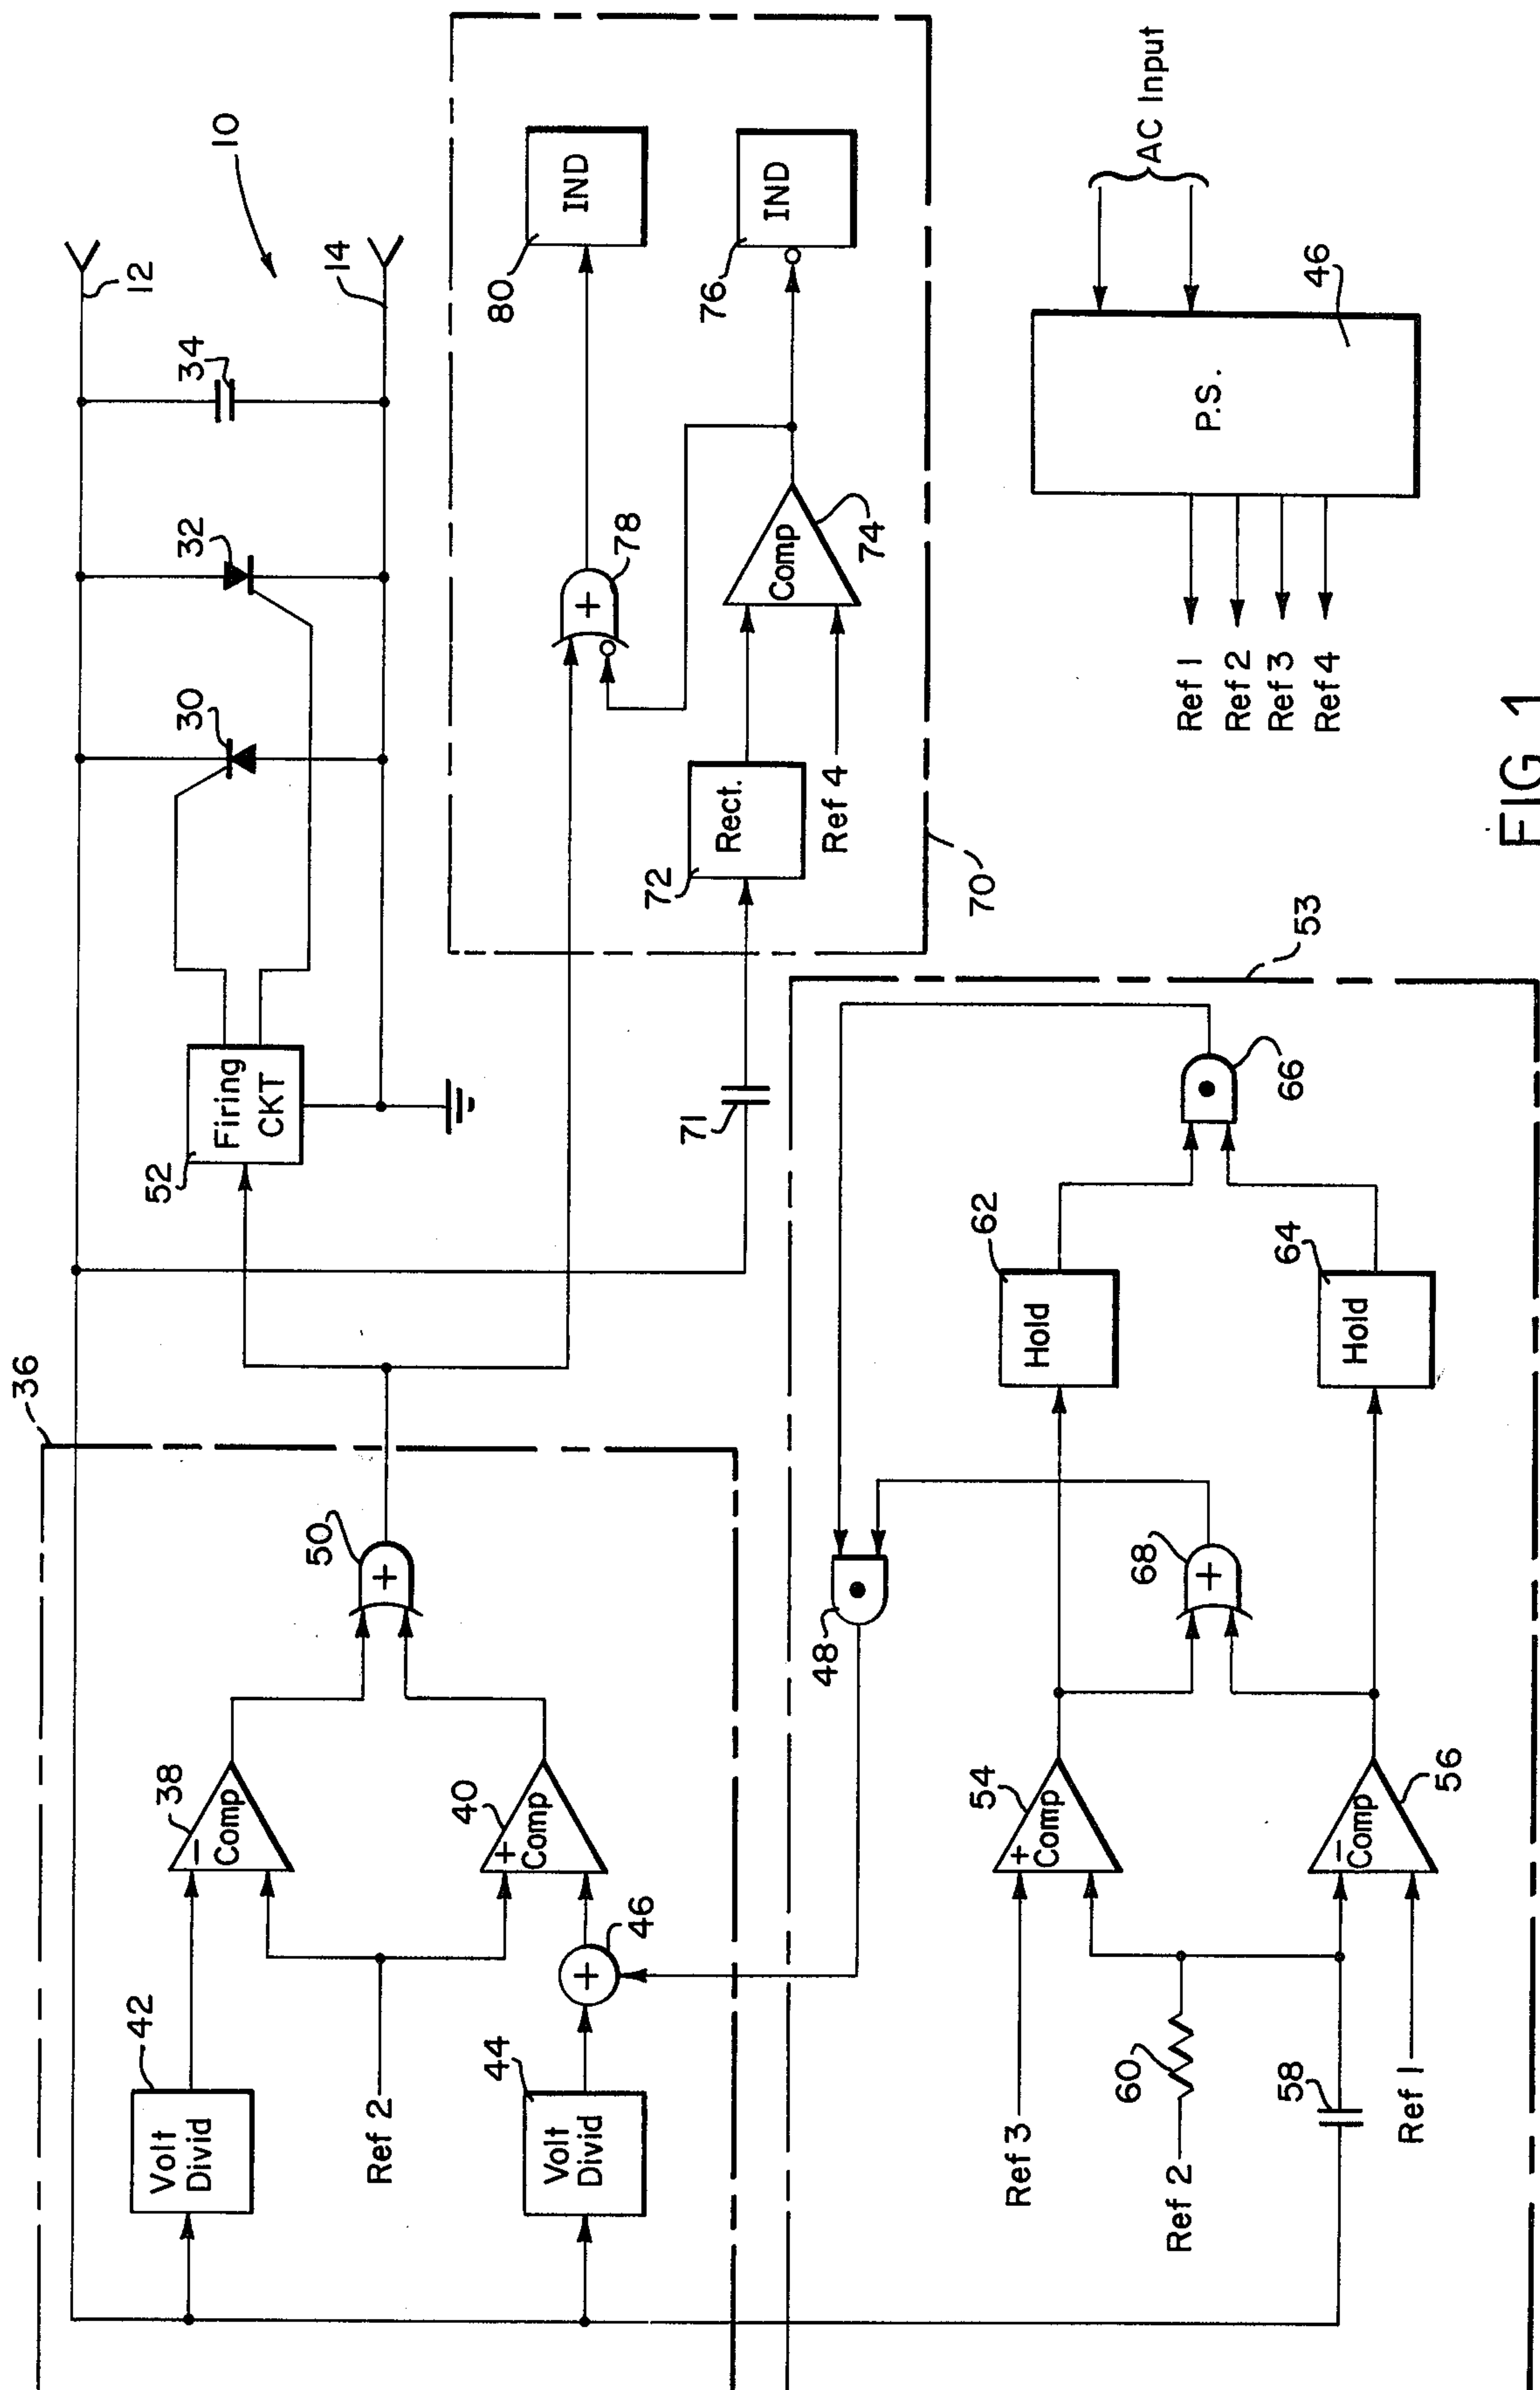 36
42
Volt
Divid
38
−
Comp
Ref 2
44
Volt
Divid
46
+
40
+
Comp
50
+
52
Firing
CKT
30
32
34
12
14
10
80
IND
76
IND
78
+
74
Comp
72
Rect.
Ref 4
70
71
53
48
•
66
•
62
Hold
64
Hold
68
+
54
+
Comp
56
−
Comp
Ref 3
Ref 2
60
58
Ref 1
Ref 1
Ref 2
Ref 3
Ref 4
P.S.
46
AC Input
FIG 1